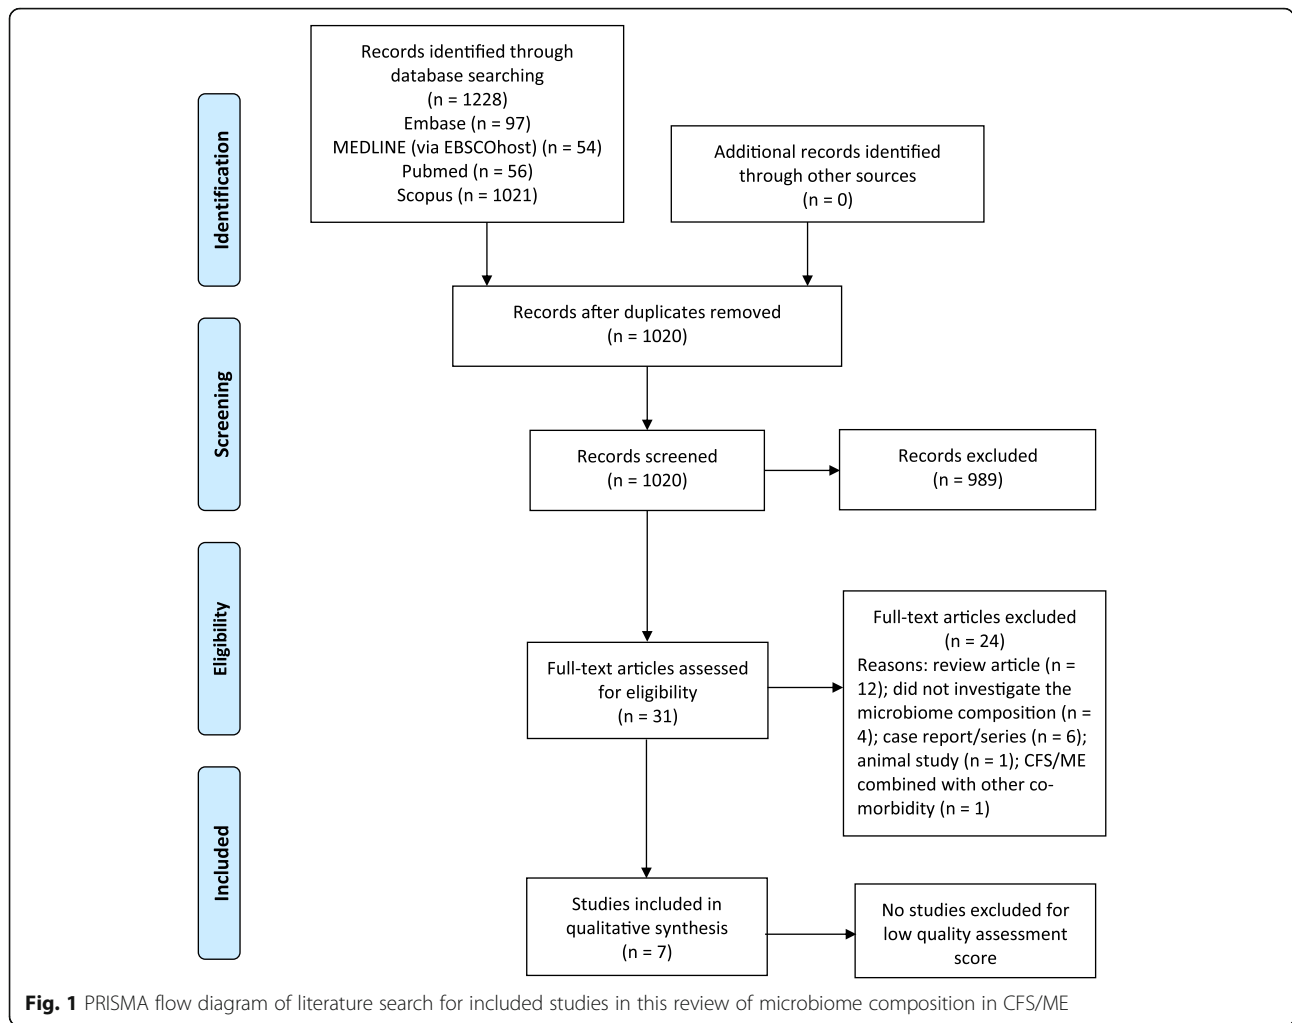 Identification
Records identified through
database searching
(n = 1228)
Embase (n = 97)
MEDLINE (via EBSCOhost) (n = 54)
Pubmed (n = 56)
Scopus (n = 1021)
Additional records identified
through other sources
(n = 0)
Records after duplicates removed
(n = 1020)
Screening
Records screened
(n = 1020)
Records excluded
(n = 989)
Eligibility
Full-text articles assessed
for eligibility
(n = 31)
Full-text articles excluded
(n = 24)
Reasons: review article (n =
12); did not investigate the
microbiome composition (n =
4); case report/series (n = 6);
animal study (n = 1); CFS/ME
combined with other co-
morbidity (n = 1)
Included
Studies included in
qualitative synthesis
(n = 7)
No studies excluded for
low quality assessment
score
Fig. 1 PRISMA flow diagram of literature search for included studies in this review of microbiome composition in CFS/ME